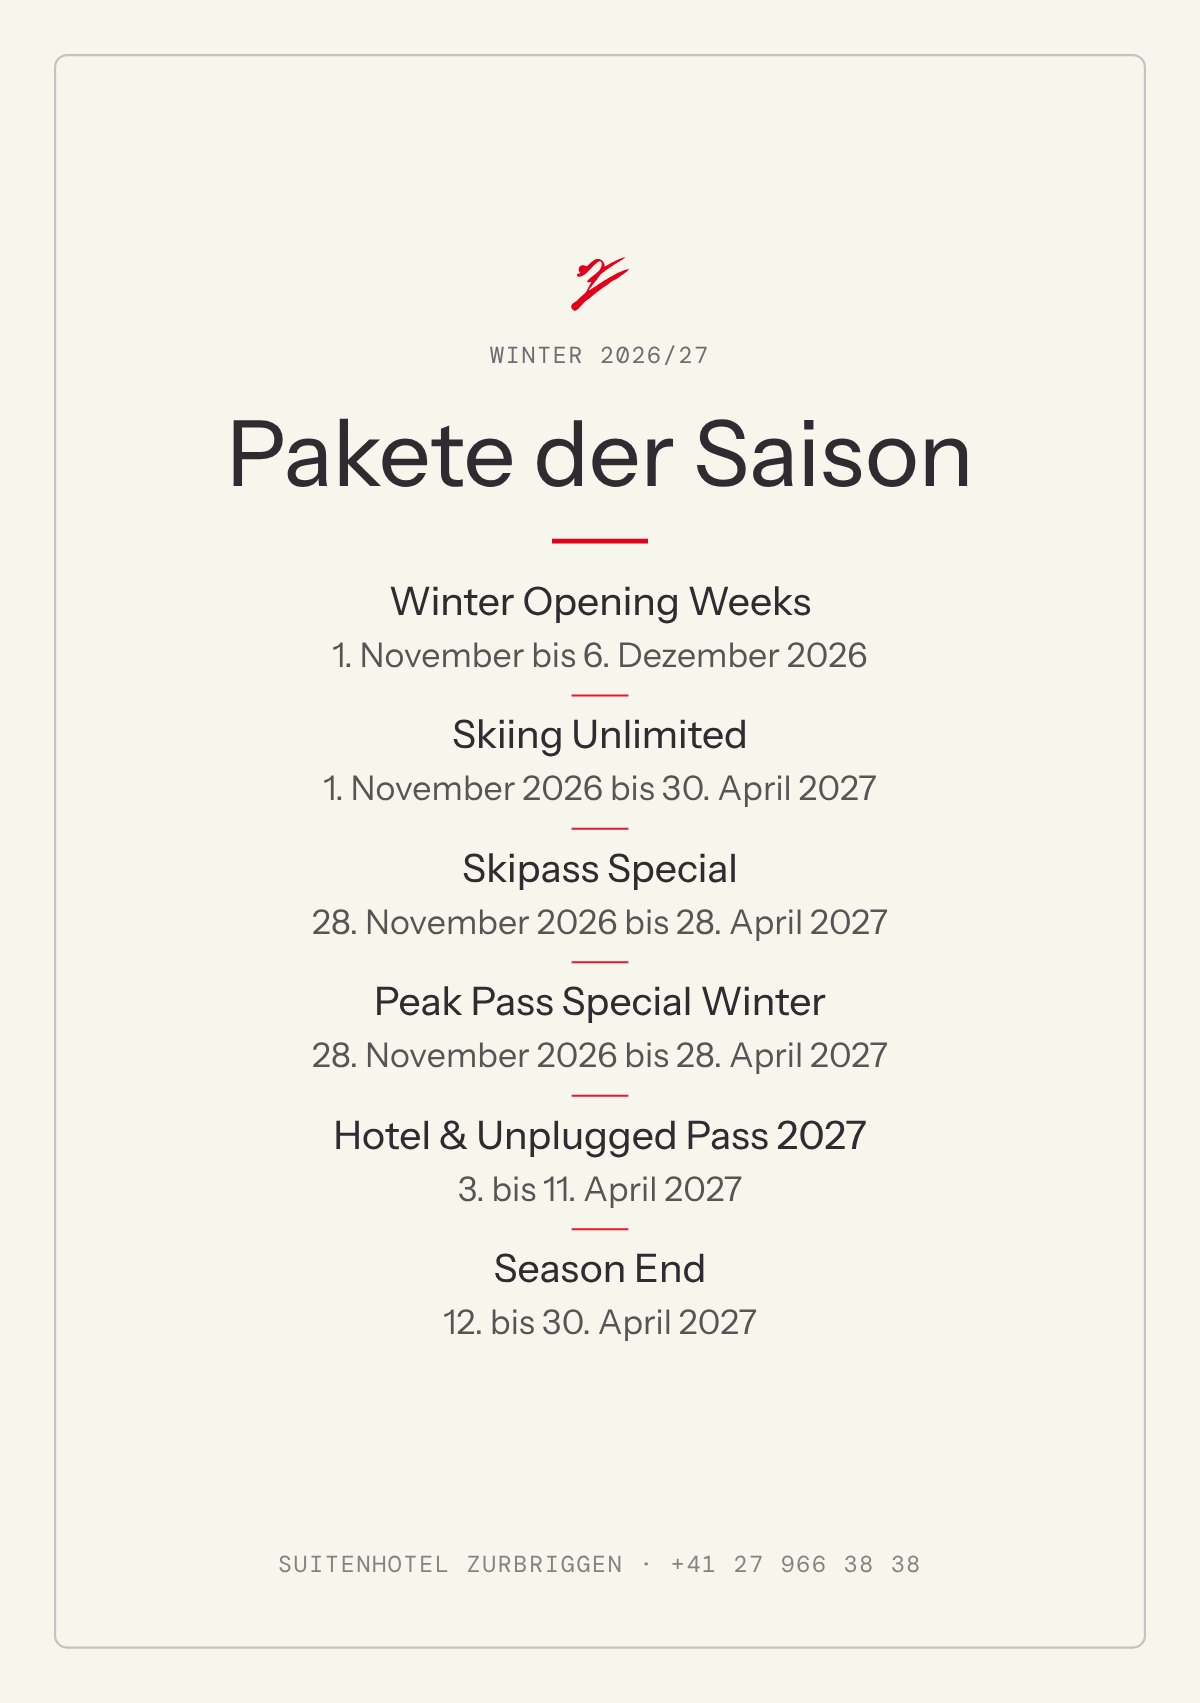 WINTER 2026/27
Pakete der Saison
Winter Opening Weeks
1. November bis 6. Dezember 2026
Skiing Unlimited
1. November 2026 bis 30. April 2027
Skipass Special
28. November 2026 bis 28. April 2027
Peak Pass Special Winter
28. November 2026 bis 28. April 2027
Hotel & Unplugged Pass 2027
3. bis 11. April 2027
Season End
12. bis 30. April 2027
SUITENHOTEL ZURBRIGGEN · +41 27 966 38 38